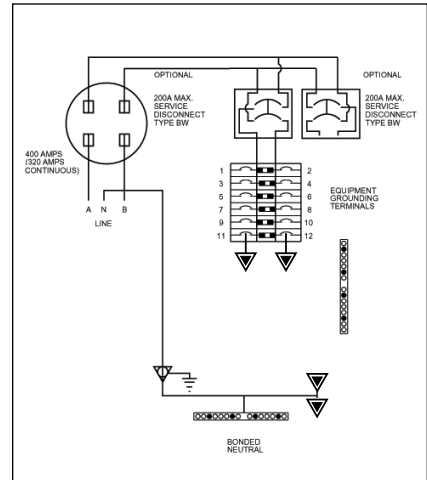 OPTIONAL
OPTIONAL
200A MAX.
SERVICE
DISCONNECT
TYPE BW
200A MAX.
SERVICE
DISCONNECT
TYPE BW
400 AMPS
(320 AMPS
CONTINUOUS)
A N B
LINE
1 2
3 4
5 6
7 8
9 10
11 12
EQUIPMENT
GROUNDING
TERMINALS
BONDED
NEUTRAL